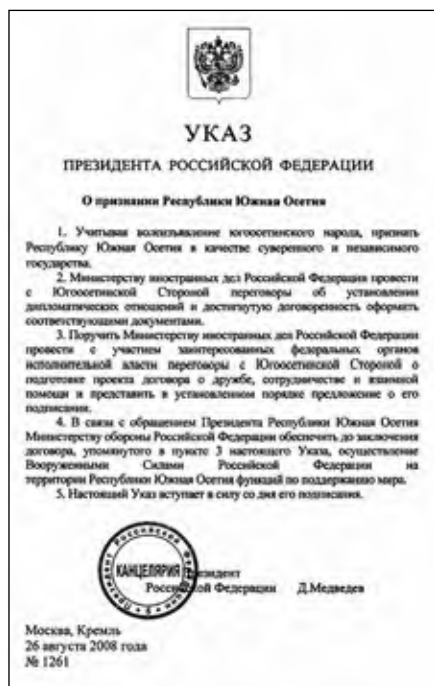 УКАЗ
ПРЕЗИДЕНТА РОССИЙСКОЙ ФЕДЕРАЦИИ
О признании Республики Южная Осетия
1. Учитывая волеизъявление югоосетинского народа, признать
Республику Южная Осетия в качестве суверенного и независимого
государства.
2. Министерству иностранных дел Российской Федерации провести
с Югоосетинской Стороной переговоры об установлении
дипломатических отношений и достигнутую договоренность оформить
соответствующими документами.
3. Поручить Министерству иностранных дел Российской Федерации
провести с участием заинтересованных федеральных органов
исполнительной власти переговоры с Югоосетинской Стороной о
подготовке проекта договора о дружбе, сотрудничестве и взаимной
помощи и представить в установленном порядке предложение о его
подписании.
4. В связи с обращением Президента Республики Южная Осетия
Министерству обороны Российской Федерации обеспечить до заключения
договора, упомянутого в пункте 3 настоящего Указа, осуществление
Вооруженными Силами Российской Федерации на
территории Республики Южная Осетия функций по поддержанию мира.
5. Настоящий Указ вступает в силу со дня его подписания.
КАНЦЕЛЯРИЯ
Президент
Российской Федерации Д.Медведев
Москва, Кремль
26 августа 2008 года
№ 1261